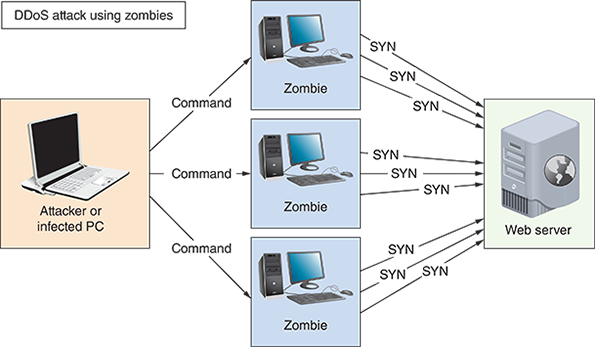 DDoS attack using zombies
SYN
SYN
SYN
Zombie
Command
SYN
Command
SYN
SYN
Zombie
Attacker or
infected PC
Web server
Command
SYN
SYN
SYN
Zombie